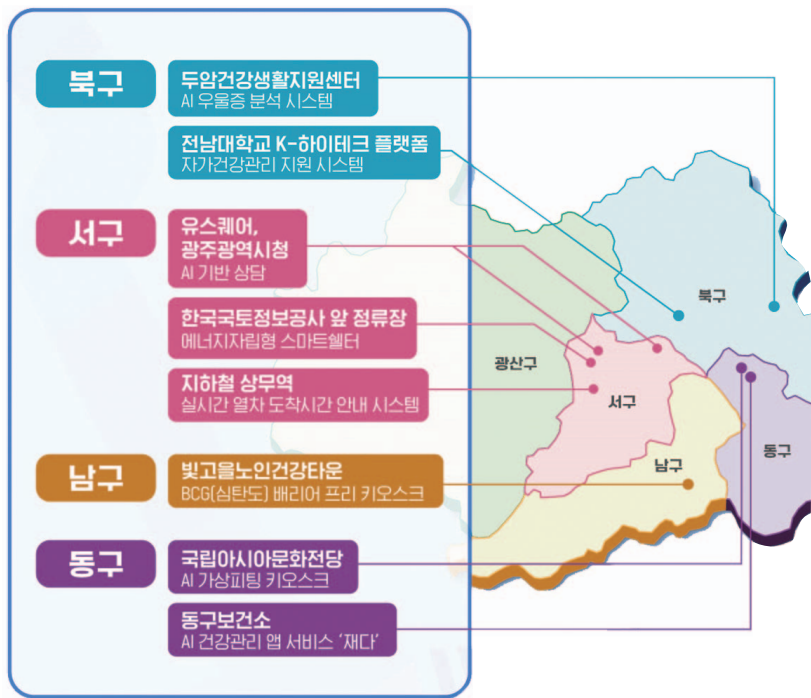 북구
두암건강생활지원센터
AI 우울증 분석 시스템
전남대학교 K-하이테크 플랫폼
자가건강관리 지원 시스템
서구
유스퀘어,
광주광역시청
AI 기반 상담
한국국토정보공사 앞 정류장
에너지자립형 스마트쉘터
지하철 상무역
실시간 열차 도착시간 안내 시스템
남구
빛고을노인건강타운
BCG(심탄도) 배리어 프리 키오스크
동구
국립아시아문화전당
AI 가상피팅 키오스크
동구보건소
AI 건강관리 앱 서비스 ‘재다’
북구
광산구
서구
남구
동구